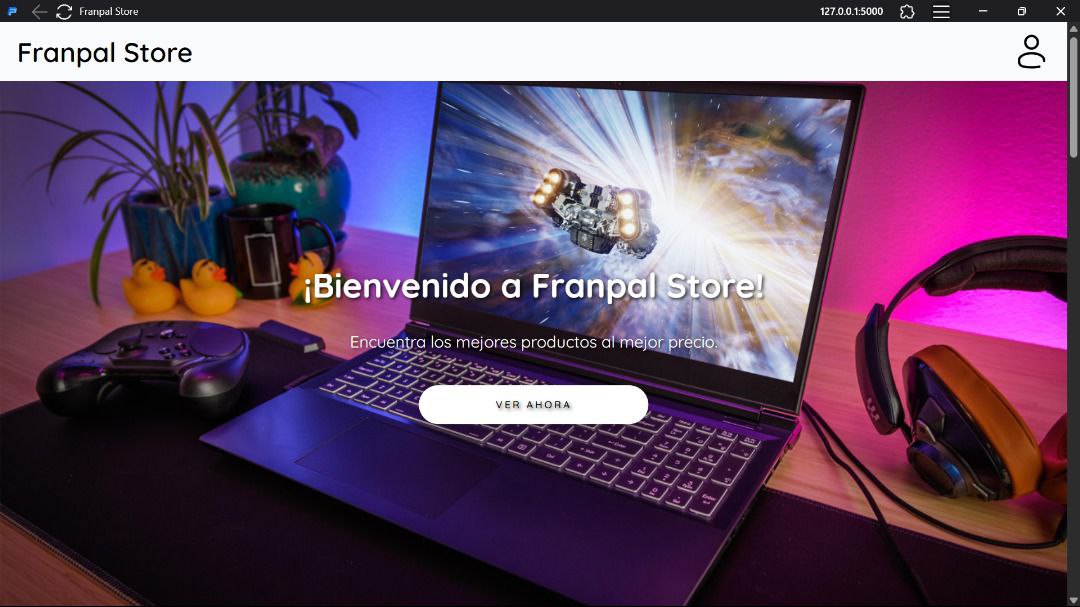 Franpal Store
127.0.0.1:5000
Franpal Store
¡Bienvenido a Franpal Store!
Encuentra los mejores productos al mejor precio.
VER AHORA